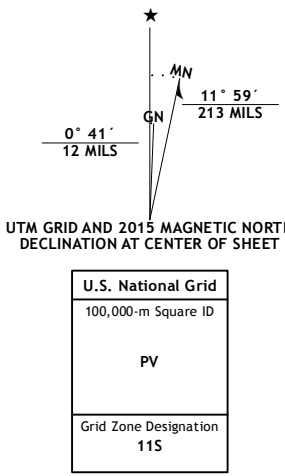 ★
MN
GN
11° 59´
213 MILS
0° 41´
12 MILS
UTM GRID AND 2015 MAGNETIC NORTH
DECLINATION AT CENTER OF SHEET
U.S. National Grid
100,000-m Square ID
PV
Grid Zone Designation
11S